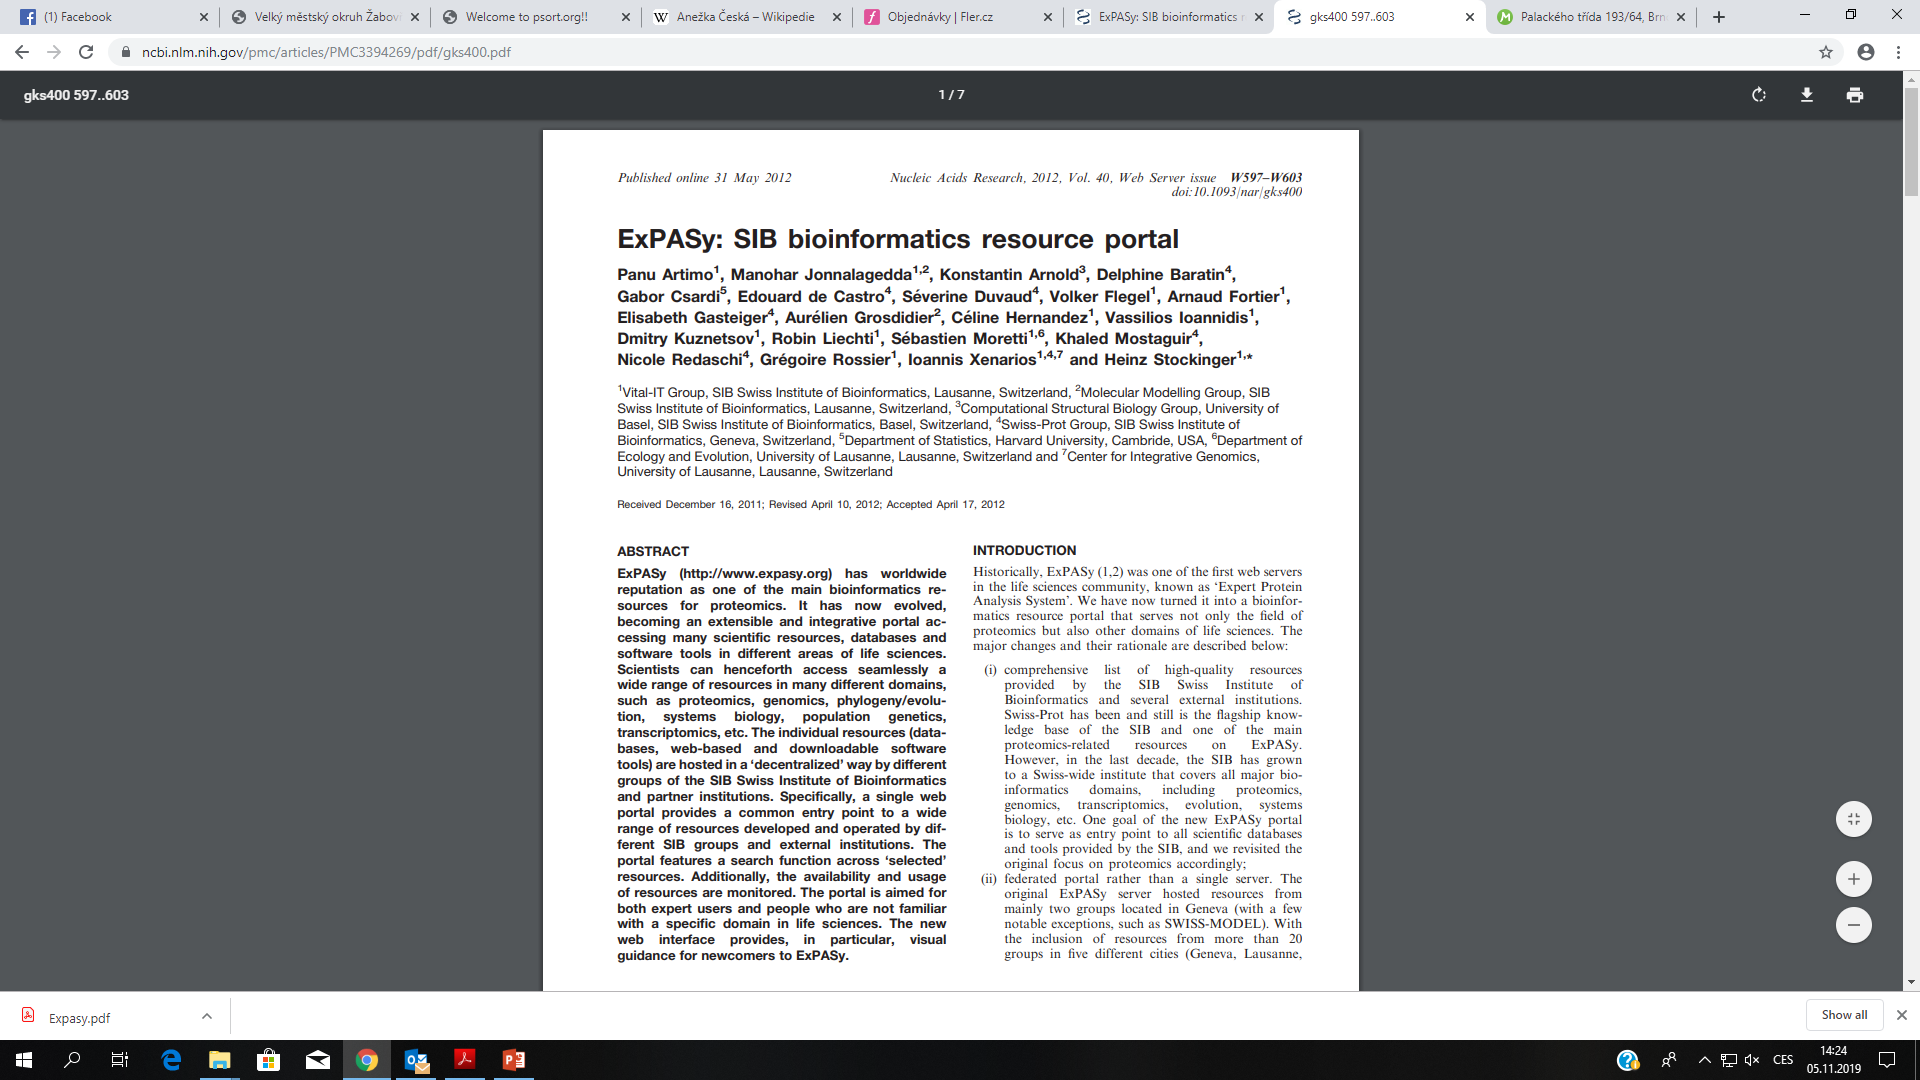 (1) Facebook
Velký městský okruh Žabov
Welcome to psort.org!!
Anežka Česká – Wikipedie
Objednávky | Fler.cz
ExPASy: SIB bioinformatics r
gks400 597..603
Palackého třída 193/64, Brn
ncbi.nlm.nih.gov/pmc/articles/PMC3394269/pdf/gks400.pdf
gks400 597..603
1 / 7
Published online 31 May 2012
Nucleic Acids Research, 2012, Vol. 40, Web Server issue W597–W603
doi:10.1093/nar/gks400
ExPASy: SIB bioinformatics resource portal
Panu Artimo1, Manohar Jonnalagedda1,2, Konstantin Arnold3, Delphine Baratin4,
Gabor Csardi5, Edouard de Castro4, Séverine Duvaud4, Volker Flegel1, Arnaud Fortier1,
Elisabeth Gasteiger4, Aurélien Grosdidier2, Céline Hernandez1, Vassilios Ioannidis1,
Dmitry Kuznetsov1, Robin Liechti1, Sébastien Moretti1,6, Khaled Mostaguir4,
Nicole Redaschi4, Grégoire Rossier1, Ioannis Xenarios1,4,7 and Heinz Stockinger1,*
1Vital-IT Group, SIB Swiss Institute of Bioinformatics, Lausanne, Switzerland, 2Molecular Modelling Group, SIB
Swiss Institute of Bioinformatics, Lausanne, Switzerland, 3Computational Structural Biology Group, University of
Basel, SIB Swiss Institute of Bioinformatics, Basel, Switzerland, 4Swiss-Prot Group, SIB Swiss Institute of
Bioinformatics, Geneva, Switzerland, 5Department of Statistics, Harvard University, Cambride, USA, 6Department of
Ecology and Evolution, University of Lausanne, Lausanne, Switzerland and 7Center for Integrative Genomics,
University of Lausanne, Lausanne, Switzerland
Received December 16, 2011; Revised April 10, 2012; Accepted April 17, 2012
ABSTRACT
ExPASy (http://www.expasy.org) has worldwide
reputation as one of the main bioinformatics re-
sources for proteomics. It has now evolved,
becoming an extensible and integrative portal ac-
cessing many scientific resources, databases and
software tools in different areas of life sciences.
Scientists can henceforth access seamlessly a
wide range of resources in many different domains,
such as proteomics, genomics, phylogeny/evolu-
tion, systems biology, population genetics,
transcriptomics, etc. The individual resources (data-
bases, web-based and downloadable software
tools) are hosted in a ‘decentralized’ way by different
groups of the SIB Swiss Institute of Bioinformatics
and partner institutions. Specifically, a single web
portal provides a common entry point to a wide
range of resources developed and operated by dif-
ferent SIB groups and external institutions. The
portal features a search function across ‘selected’
resources. Additionally, the availability and usage
of resources are monitored. The portal is aimed for
both expert users and people who are not familiar
with a specific domain in life sciences. The new
web interface provides, in particular, visual
guidance for newcomers to ExPASy.
INTRODUCTION
Historically, ExPASy (1,2) was one of the first web servers
in the life sciences community, known as ‘Expert Protein
Analysis System’. We have now turned it into a bioinfor-
matics resource portal that serves not only the field of
proteomics but also other domains of life sciences. The
major changes and their rationale are described below:
(i) comprehensive list of high-quality resources
provided by the SIB Swiss Institute of
Bioinformatics and several external institutions.
Swiss-Prot has been and still is the flagship know-
ledge base of the SIB and one of the main
proteomics-related resources on ExPASy.
However, in the last decade, the SIB has grown
to a Swiss-wide institute that covers all major bio-
informatics domains, including proteomics,
genomics, transcriptomics, evolution, systems
biology, etc. One goal of the new ExPASy portal
is to serve as entry point to all scientific databases
and tools provided by the SIB, and we revisited the
original focus on proteomics accordingly;
(ii) federated portal rather than a single server. The
original ExPASy server hosted resources from
mainly two groups located in Geneva (with a few
notable exceptions, such as SWISS-MODEL). With
the inclusion of resources from more than 20
groups in five different cities (Geneva, Lausanne,
Expasy.pdf
Show all
CES
14:24
05.11.2019